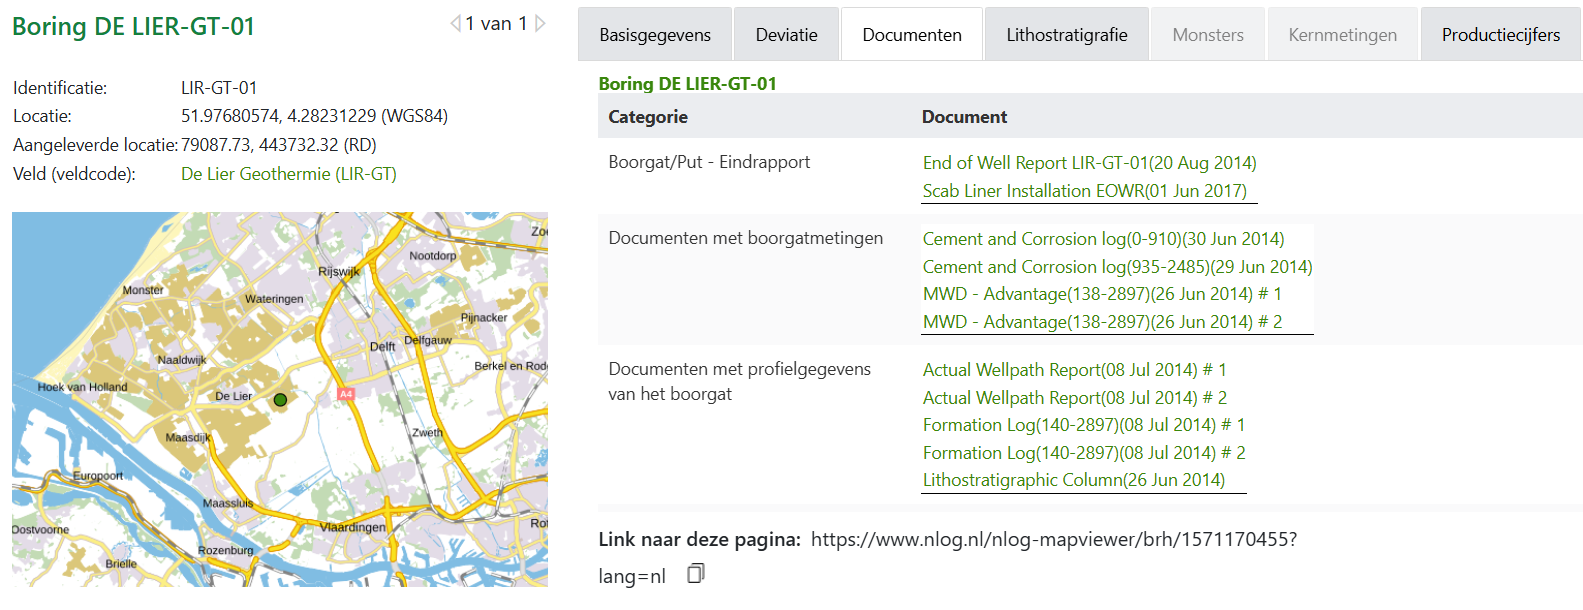 Boring DE LIER-GT-01
1 van 1
Identificatie: LIR-GT-01
Locatie: 51.97680574, 4.28231229 (WGS84)
Aangeleverde locatie: 79087.73, 443732.32 (RD)
Veld (veldcode): De Lier Geothermie (LIR-GT)
Zoe
Nootdorp
Rijswijk
Monster
Wateringen
Pijnacker
Delft
Delfgauw
Naaldwijk
Berkel en Rode
Hoek van Holland
De Lier
A4
Maasdijk
Zweth
Europoort
Maassluis
Oostvoorne
Vlaardingen
Rot
Rozenburg
Brielle
Basisgegevens
Deviatie
Documenten
Lithostratigrafie
Monsters
Kernmetingen
Productiecijfers
Boring DE LIER-GT-01
Categorie Document
Boorgat/Put - Eindrapport
End of Well Report LIR-GT-01(20 Aug 2014)
Scab Liner Installation EOWR(01 Jun 2017)
Documenten met boorgatmetingen
Cement and Corrosion log(0-910)(30 Jun 2014)
Cement and Corrosion log(935-2485)(29 Jun 2014)
MWD - Advantage(138-2897)(26 Jun 2014) # 1
MWD - Advantage(138-2897)(26 Jun 2014) # 2
Documenten met profielgegevens
van het boorgat
Actual Wellpath Report(08 Jul 2014) # 1
Actual Wellpath Report(08 Jul 2014) # 2
Formation Log(140-2897)(08 Jul 2014) # 1
Formation Log(140-2897)(08 Jul 2014) # 2
Lithostratigraphic Column(26 Jun 2014)
Link naar deze pagina: https://www.nlog.nl/nlog-mapviewer/brh/1571170455?
lang=nl